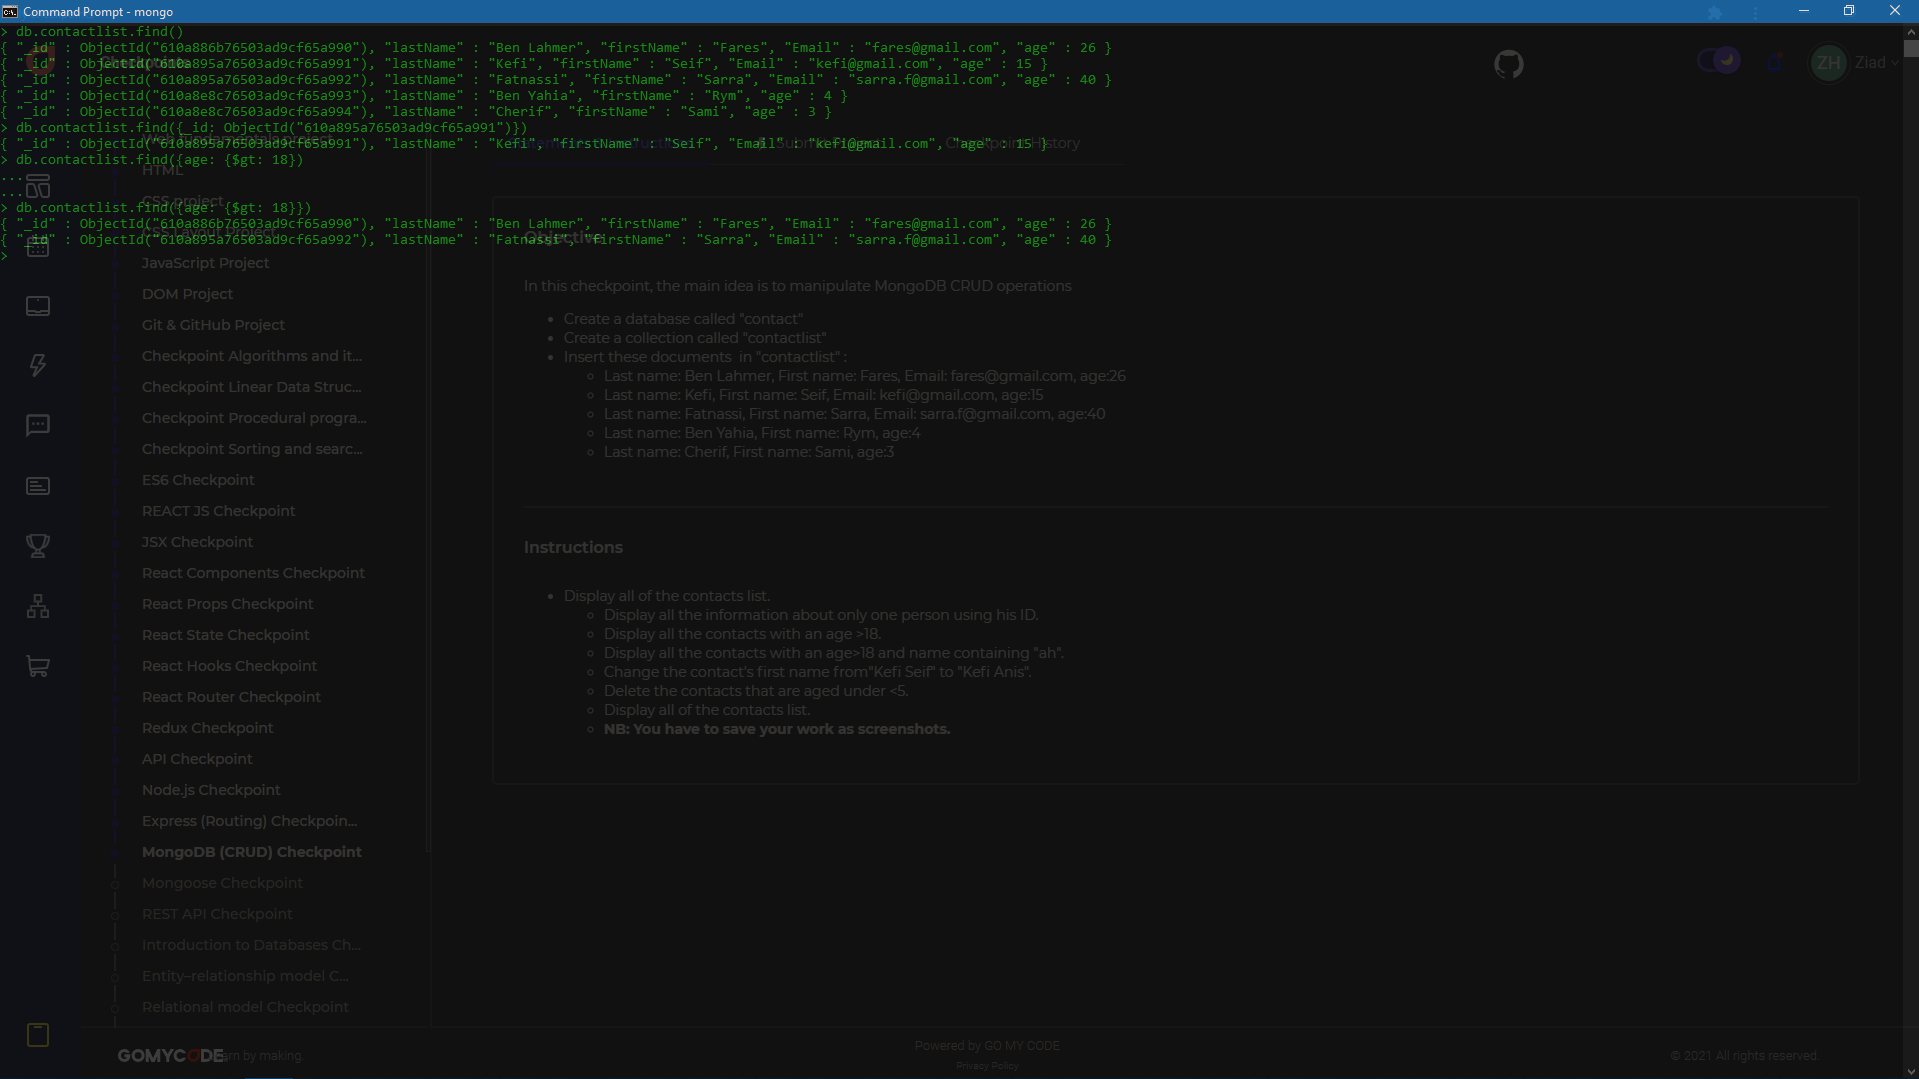 Command Prompt - mongo
> db.contactlist.find()
{ "_id" : ObjectId("610a886b76503ad9cf65a990"), "lastName" : "Ben Lahmer", "firstName" : "Fares", "Email" : "fares@gmail.com", "age" : 26 }
{ "_id" : ObjectId("610a895a76503ad9cf65a991"), "lastName" : "Kefi", "firstName" : "Seif", "Email" : "kefi@gmail.com", "age" : 15 }
{ "_id" : ObjectId("610a895a76503ad9cf65a992"), "lastName" : "Fatnassi", "firstName" : "Sarra", "Email" : "sarra.f@gmail.com", "age" : 40 }
{ "_id" : ObjectId("610a8e8c76503ad9cf65a993"), "lastName" : "Ben Yahia", "firstName" : "Rym", "age" : 4 }
{ "_id" : ObjectId("610a8e8c76503ad9cf65a994"), "lastName" : "Cherif", "firstName" : "Sami", "age" : 3 }
> db.contactlist.find({_id: ObjectId("610a895a76503ad9cf65a991")})
{ "_id" : ObjectId("610a895a76503ad9cf65a991"), "lastName" : "Kefi", "firstName" : "Seif", "Email" : "kefi@gmail.com", "age" : 15 }
> db.contactlist.find({age: {$gt: 18})
...
...
> db.contactlist.find({age: {$gt: 18}})
{ "_id" : ObjectId("610a886b76503ad9cf65a990"), "lastName" : "Ben Lahmer", "firstName" : "Fares", "Email" : "fares@gmail.com", "age" : 26 }
{ "_id" : ObjectId("610a895a76503ad9cf65a992"), "lastName" : "Fatnassi", "firstName" : "Sarra", "Email" : "sarra.f@gmail.com", "age" : 40 }
>
ZH Ziad
Checkpoints
Web fundamentals project
HTML
CSS project
CSS Layout Project
JavaScript Project
DOM Project
Git & GitHub Project
Checkpoint Algorithms and it...
Checkpoint Linear Data Struc...
Checkpoint Procedural progra...
Checkpoint Sorting and searc...
ES6 Checkpoint
REACT JS Checkpoint
JSX Checkpoint
React Components Checkpoint
React Props Checkpoint
React State Checkpoint
React Hooks Checkpoint
React Router Checkpoint
Redux Checkpoint
API Checkpoint
Node.js Checkpoint
Express (Routing) Checkpoin...
MongoDB (CRUD) Checkpoint
Mongoose Checkpoint
REST API Checkpoint
Introduction to Databases Ch...
Entity–relationship model C...
Relational model Checkpoint
Checkpoint History
Objective
In this checkpoint, the main idea is to manipulate MongoDB CRUD operations
Create a database called "contact"
Create a collection called "contactlist"
Insert these documents in "contactlist" :
Last name: Ben Lahmer, First name: Fares, Email: fares@gmail.com, age:26
Last name: Kefi, First name: Seif, Email: kefi@gmail.com, age:15
Last name: Fatnassi, First name: Sarra, Email: sarra.f@gmail.com, age:40
Last name: Ben Yahia, First name: Rym, age:4
Last name: Cherif, First name: Sami, age:3
Instructions
Display all of the contacts list.
Display all the information about only one person using his ID.
Display all the contacts with an age >18.
Display all the contacts with an age>18 and name containing "ah".
Change the contact's first name from"Kefi Seif" to "Kefi Anis".
Delete the contacts that are aged under <5.
Display all of the contacts list.
NB: You have to save your work as screenshots.
GOMYCODE
by making.
Powered by GO MY CODE
Privacy Policy
© 2021 All rights reserved.